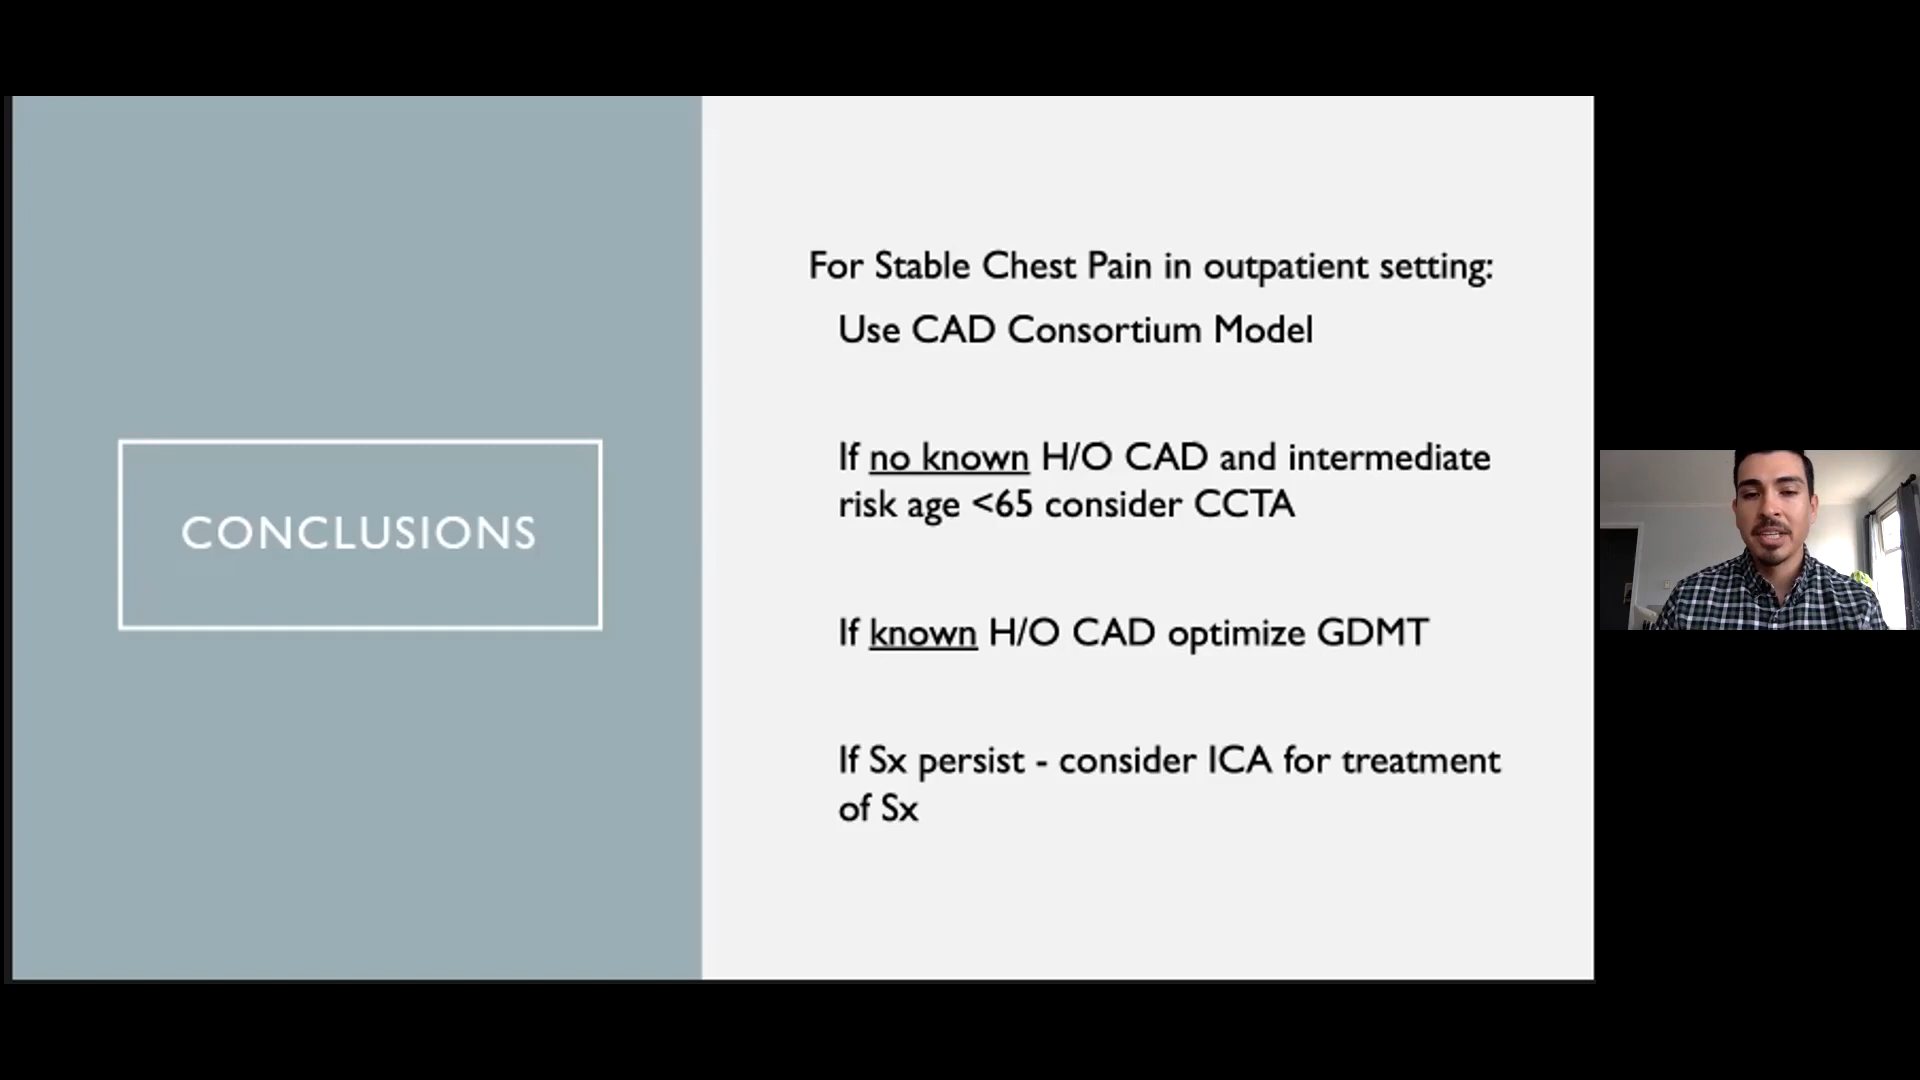 CONCLUSIONS
For Stable Chest Pain in outpatient setting:
Use CAD Consortium Model
If no known H/O CAD and intermediate
risk age <65 consider CCTA
If known H/O CAD optimize GDMT
If Sx persist - consider ICA for treatment
of Sx